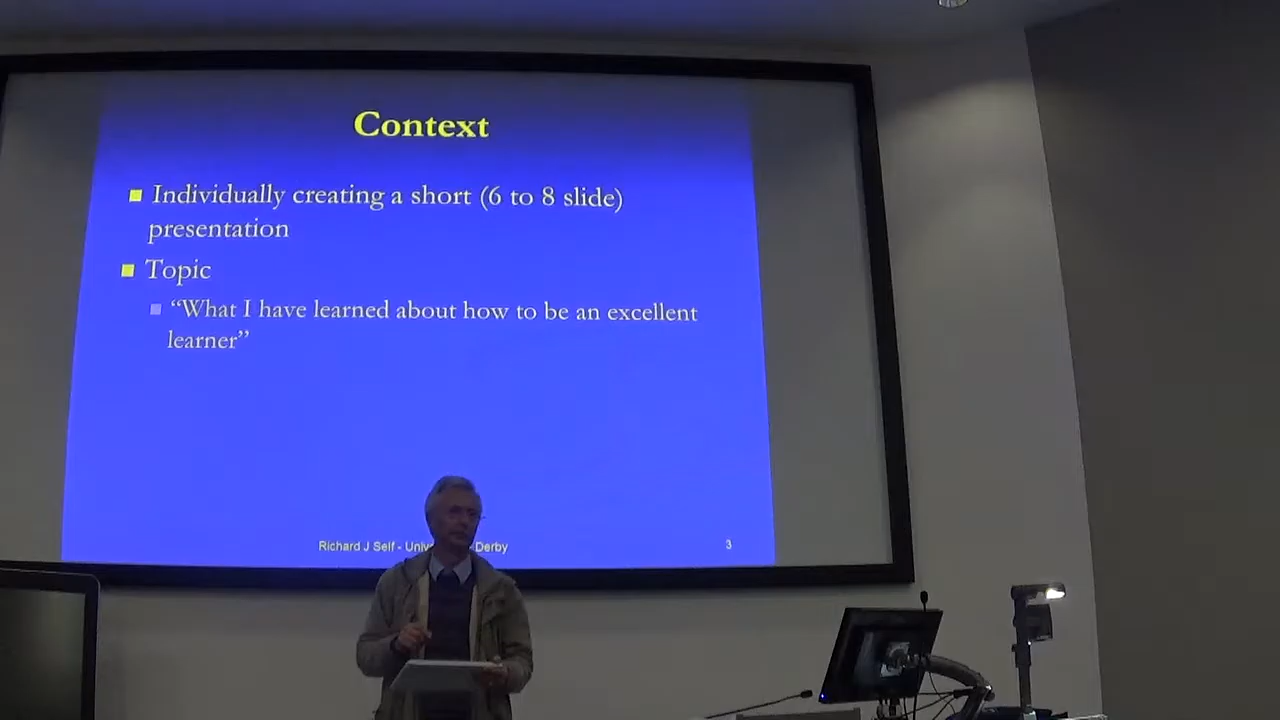 Context
Individually creating a short (6 to 8 slide)
presentation
Topic
“What I have learned about how to be an excellent
learner”
Richard J Self - Derby
3